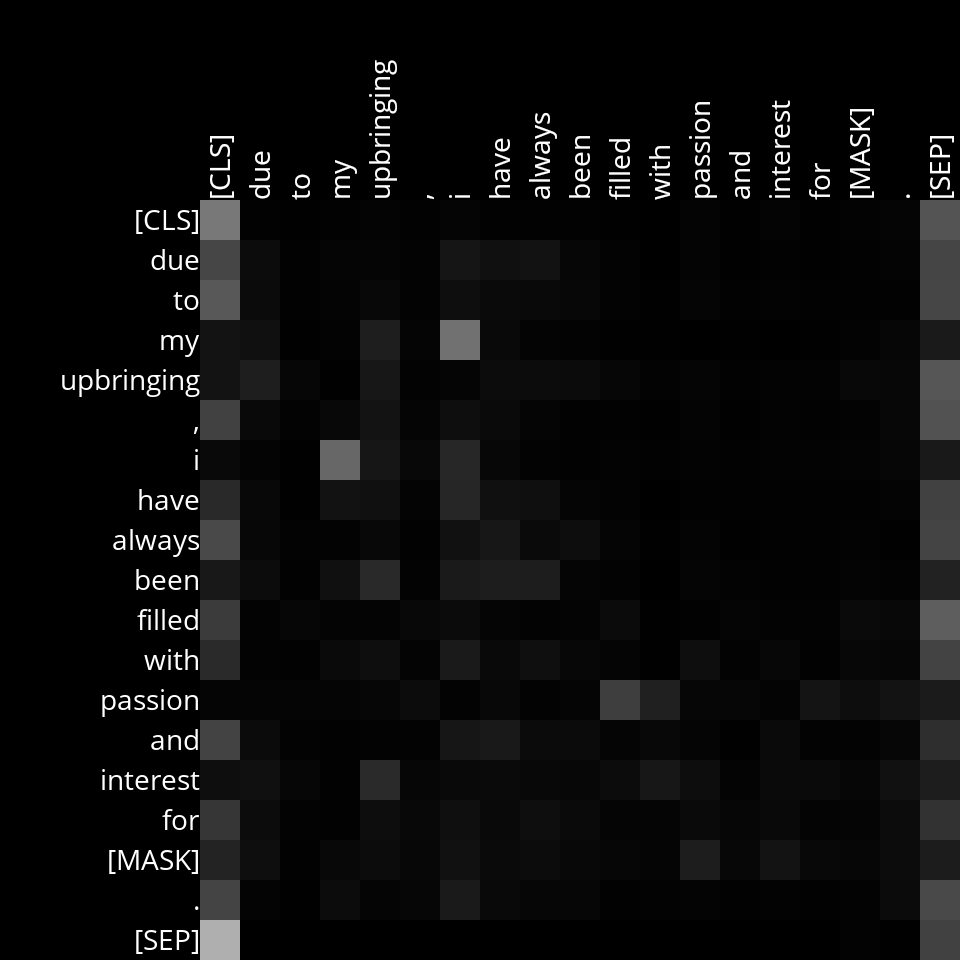 [CLS] due to my upbringing , i have always been filled with passion and interest for [MASK] . [SEP]
[CLS]
due
to
my
upbringing
,
i
have
always
been
filled
with
passion
and
interest
for
[MASK]
.
[SEP]